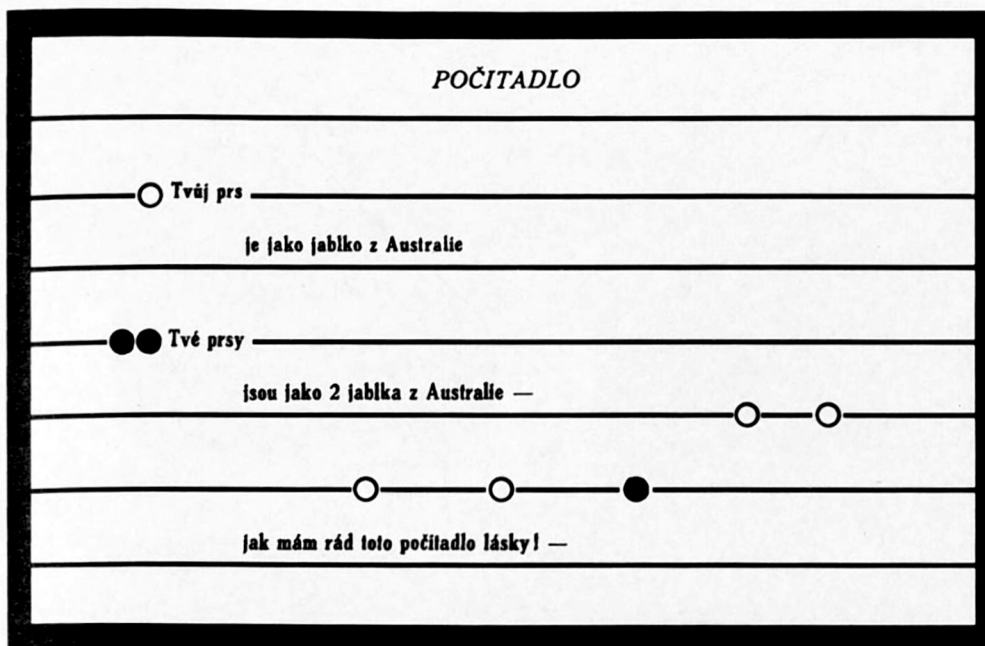 POČITADLO
Tvůj prs
je jako jablko z Australie
Tvé prsy
jsou jako 2 jablka z Australie —
jak mám rád toto počitadlo lásky! —